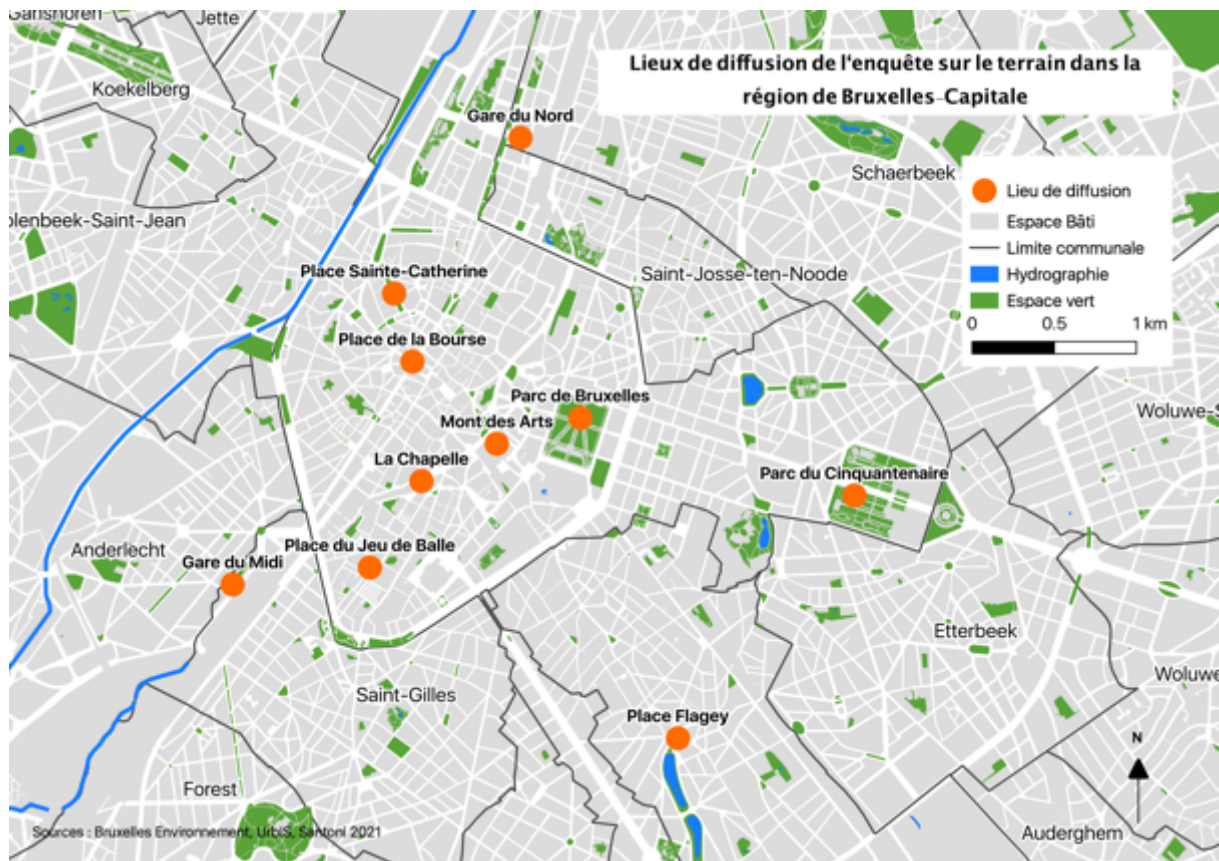 Ganshoren
Jette
Lieux de diffusion de l'enquête sur le terrain dans la
région de Bruxelles-Capitale
Koekelberg
Gare du Nord
Schaerbeek
Lieu de diffusion
Espace Bâti
Limite communale
Hydrographie
Espace vert
0 0.5 1 km
olenbeek-Saint-Jean
Place Sainte-Catherine
Saint-Josse-ten-Noode
Place de la Bourse
Parc de Bruxelles
Mont des Arts
Woluwe-S
La Chapelle
Parc du Cinquantenaire
Anderlecht
Place du Jeu de Balle
Gare du Midi
Etterbeek
Saint-Gilles
Woluwe
Place Flagey
N
Forest
Sources : Bruxelles Environnement, UrbIS, Santoni 2021
Auderghem